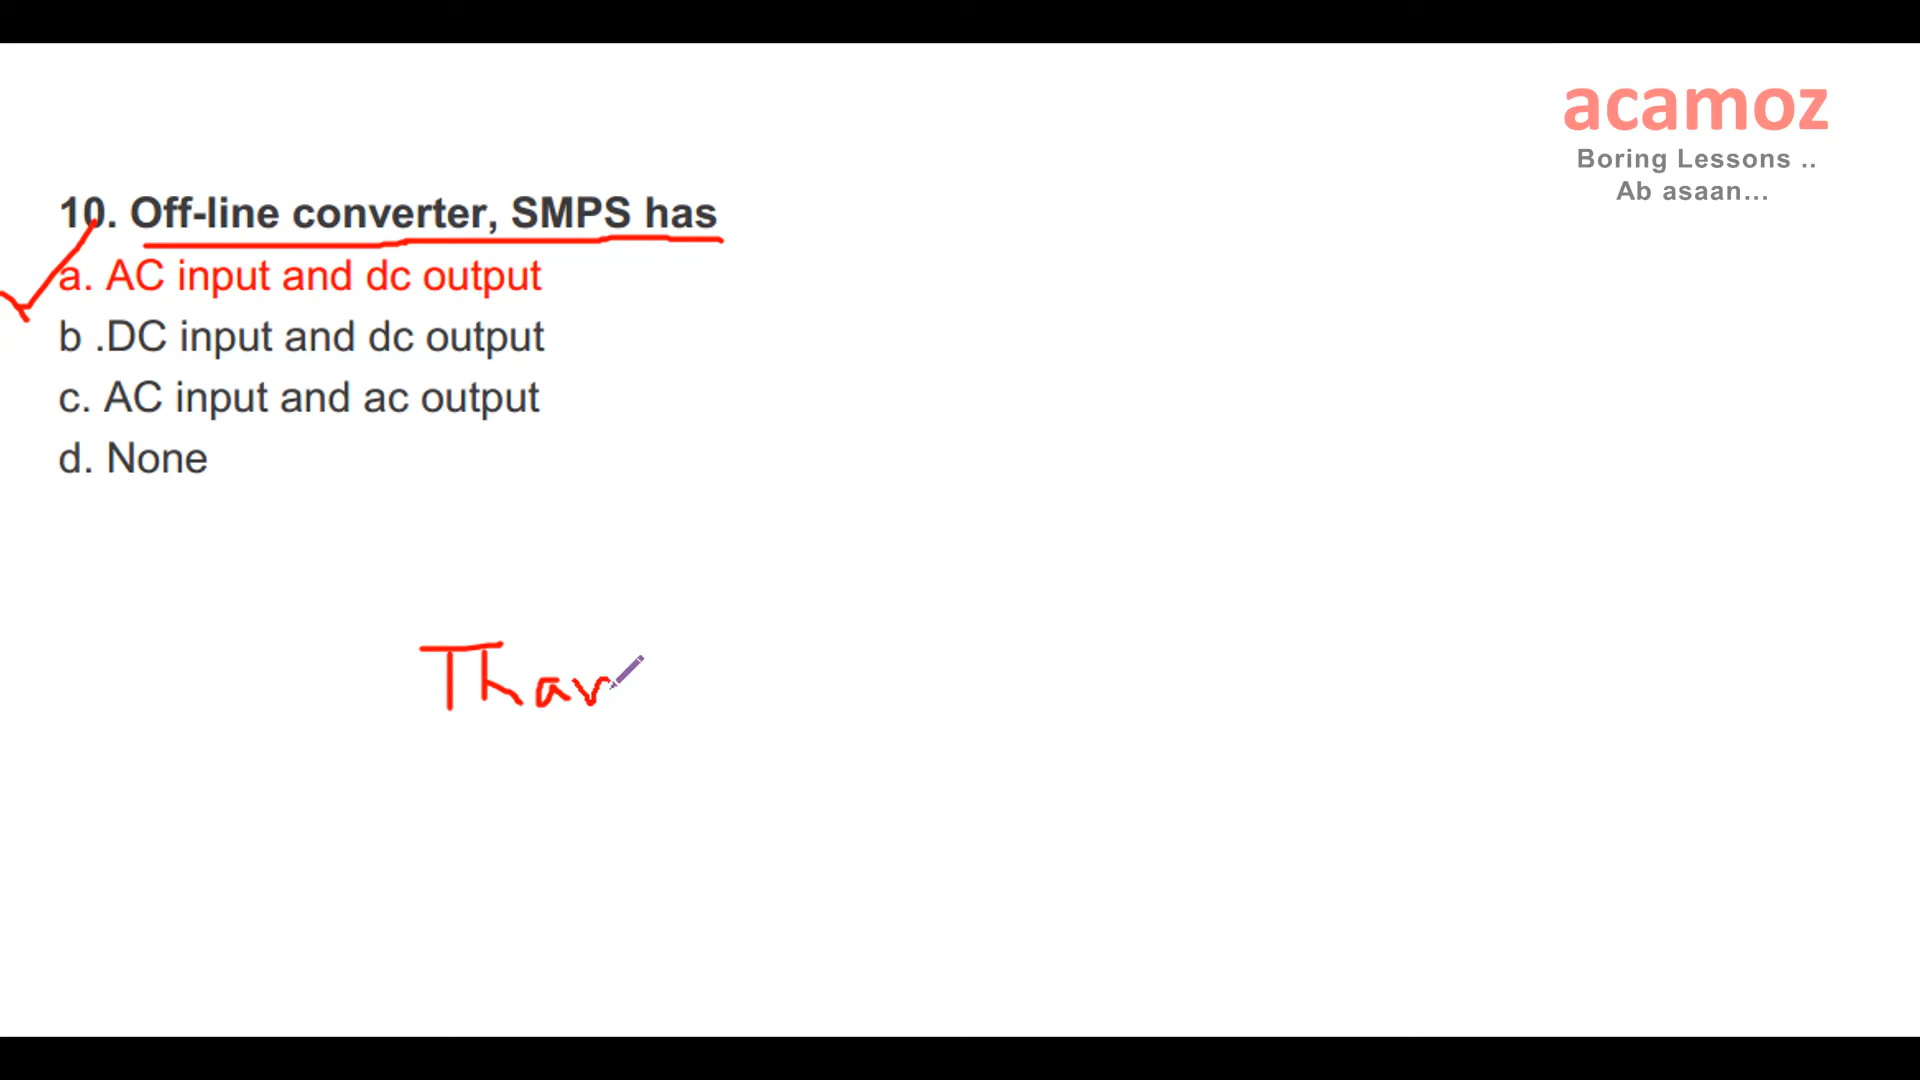 acamoz
Boring Lessons ..
Ab asaan...
10. Off-line converter, SMPS has
a. AC input and dc output
b .DC input and dc output
c. AC input and ac output
d. None